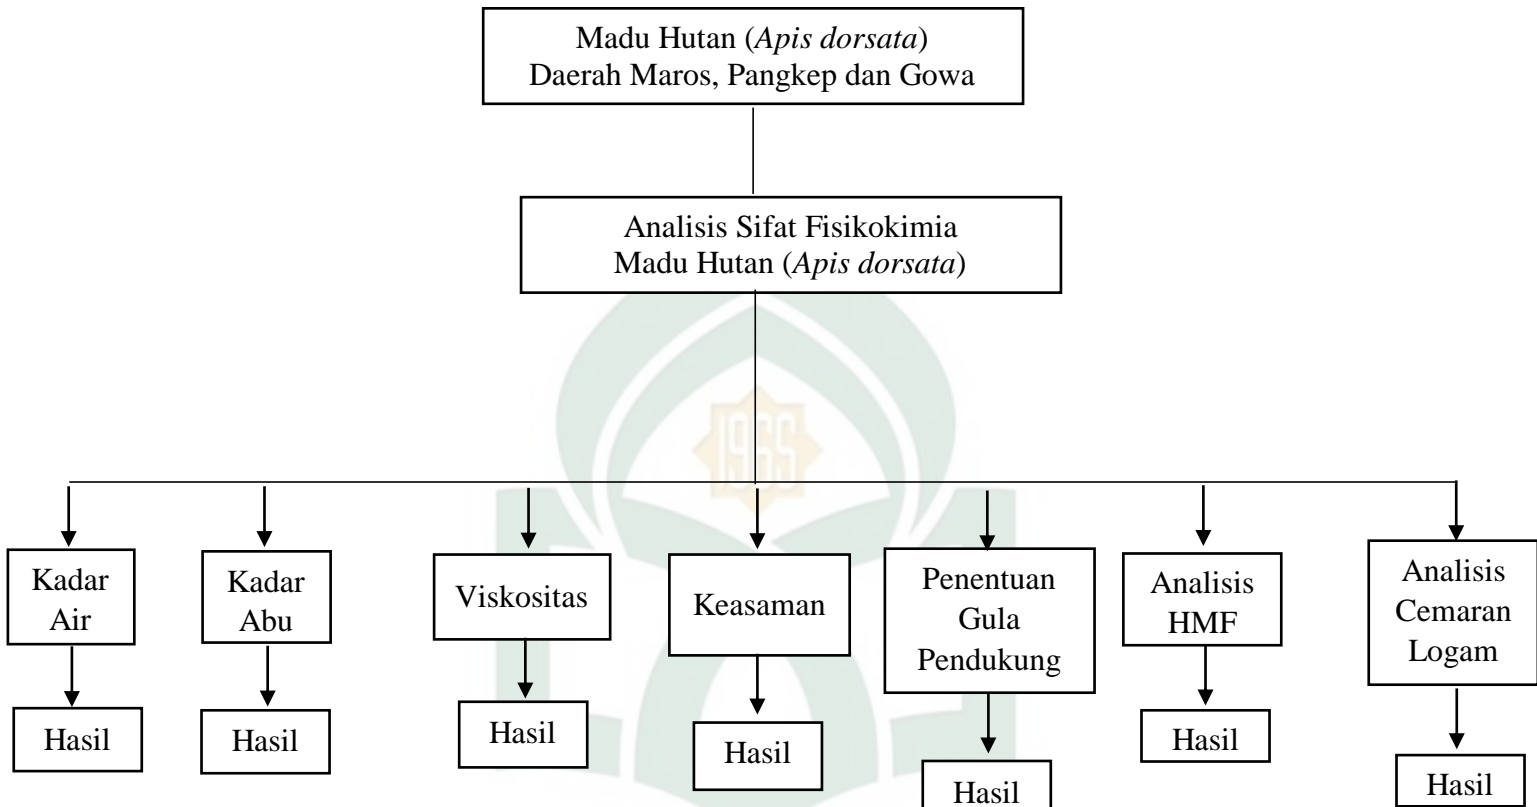 Madu Hutan (Apis dorsata)
Daerah Maros, Pangkep dan Gowa
Analisis Sifat Fisikokimia
Madu Hutan (Apis dorsata)
1965
Kadar
Air
Kadar
Abu
Viskositas
Keasaman
Penentuan
Gula
Pendukung
Analisis
HMF
Analisis
Cemaran
Logam
Hasil
Hasil
Hasil
Hasil
Hasil
Hasil
Hasil